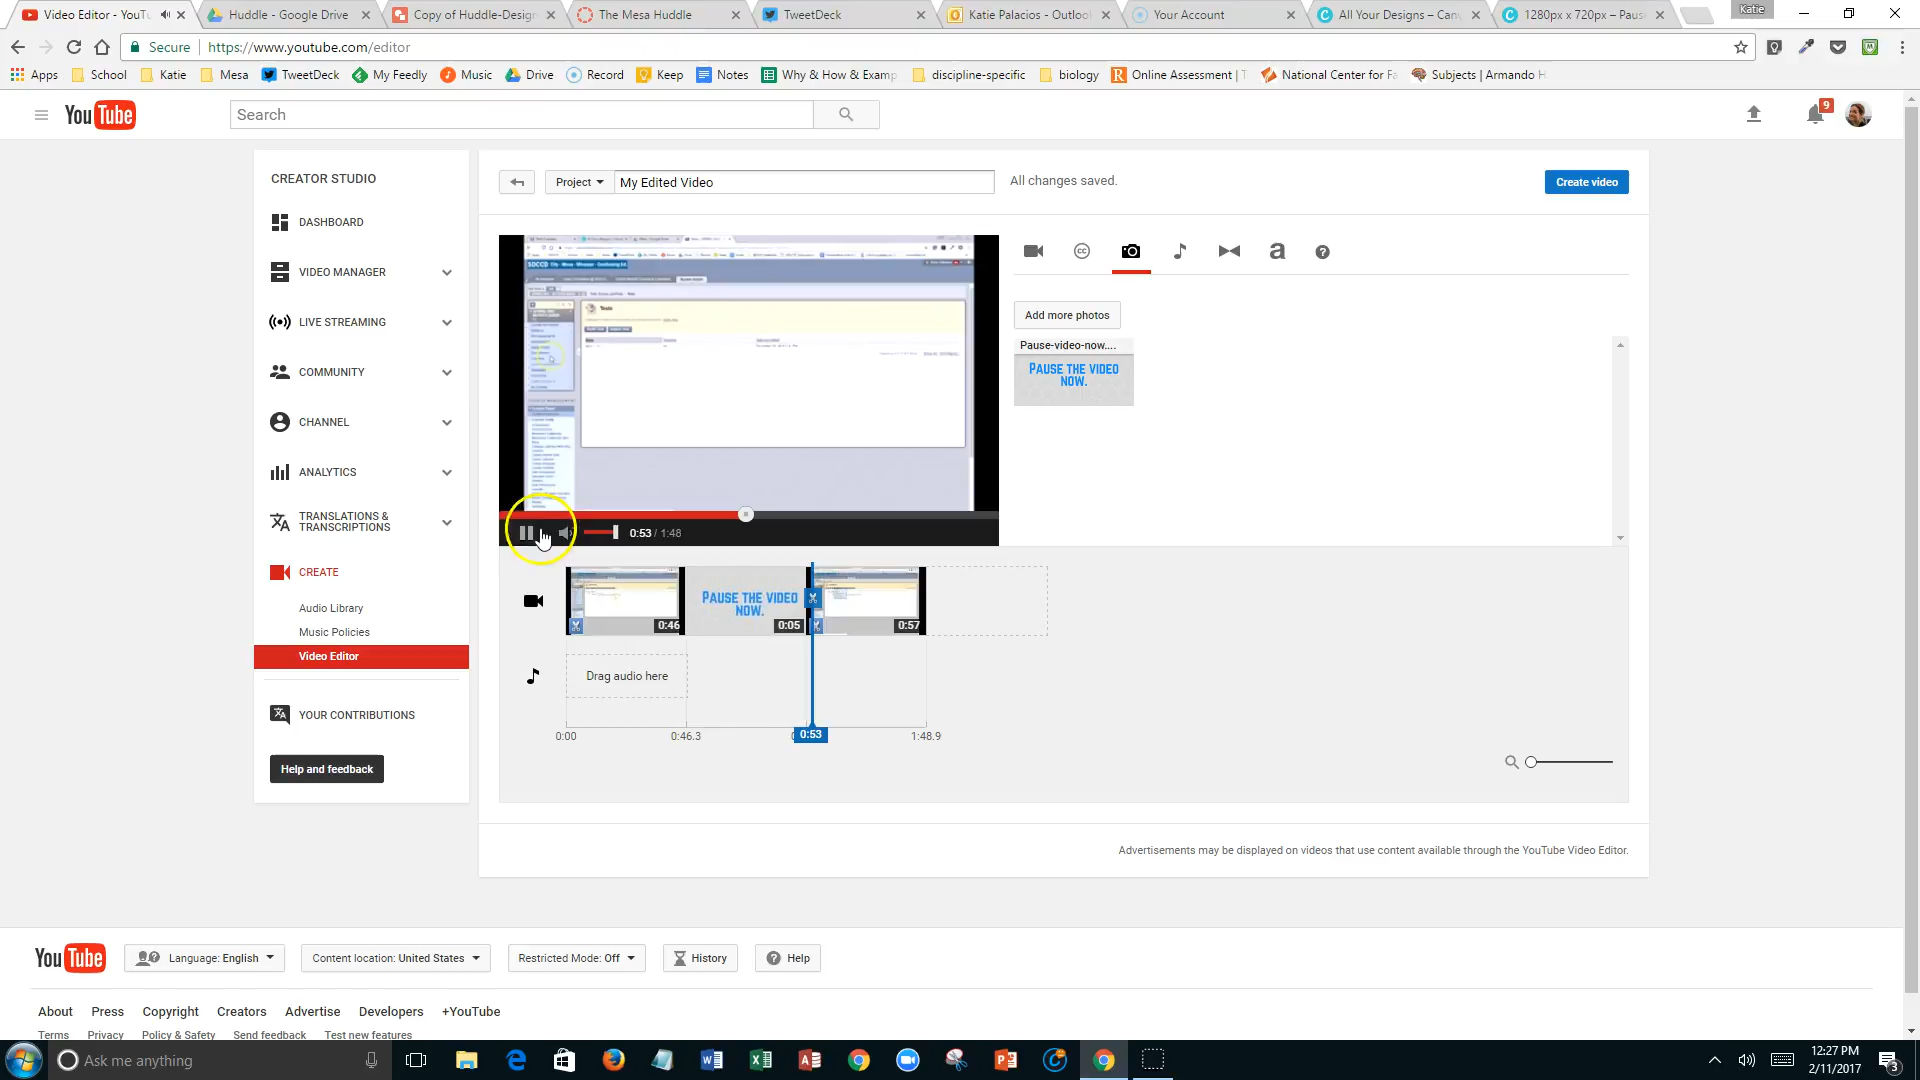 Video Editor - YouTu
Huddle - Google Drive
Copy of Huddle-Design
The Mesa Huddle
TweetDeck
Katie Palacios - Outloo
Your Account
All Your Designs – Can
1280px x 720px – Paus
Katie
Secure
https://www.youtube.com/editor
Apps
School
Katie
Mesa
TweetDeck
My Feedly
Music
Drive
Record
Keep
Notes
Why & How & Examp
discipline-specific
biology
Online Assessment | T
National Center for Fa
Subjects | Armando H
YouTube
Search
9
CREATOR STUDIO
DASHBOARD
VIDEO MANAGER
LIVE STREAMING
COMMUNITY
CHANNEL
ANALYTICS
TRANSLATIONS &
TRANSCRIPTIONS
CREATE
Audio Library
Music Policies
Video Editor
YOUR CONTRIBUTIONS
Help and feedback
Project
My Edited Video
All changes saved.
Create video
Add more photos
Pause-video-now....
PAUSE THE VIDEO
NOW.
Tests
0:53 / 1:48
0:46
PAUSE THE VIDEO
NOW.
0:05
0:57
Drag audio here
0:00
0:46.3
0:53
1:48.9
Advertisements may be displayed on videos that use content available through the YouTube Video Editor.
YouTube
Language: English
Content location: United States
Restricted Mode: Off
History
Help
About
Press
Copyright
Creators
Advertise
Developers
+YouTube
Terms
Privacy
Policy & Safety
Send feedback
Test new features
Ask me anything
12:27 PM
2/11/2017
3